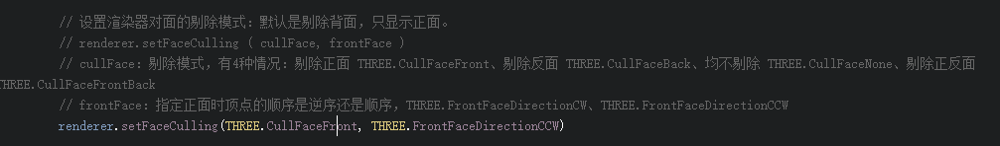 // 设置渲染器对面的剔除模式：默认是剔除背面，只显示正面。
// renderer.setFaceCulling ( cullFace, frontFace )
// cullFace：剔除模式，有4种情况：剔除正面 THREE.CullFaceFront、剔除反面 THREE.CullFaceBack、均不剔除 THREE.CullFaceNone、剔除正反面
THREE.CullFaceFrontBack
// frontFace：指定正面时顶点的顺序是逆序还是顺序，THREE.FrontFaceDirectionCW、THREE.FrontFaceDirectionCCW
renderer.setFaceCulling(THREE.CullFaceFront, THREE.FrontFaceDirectionCCW)